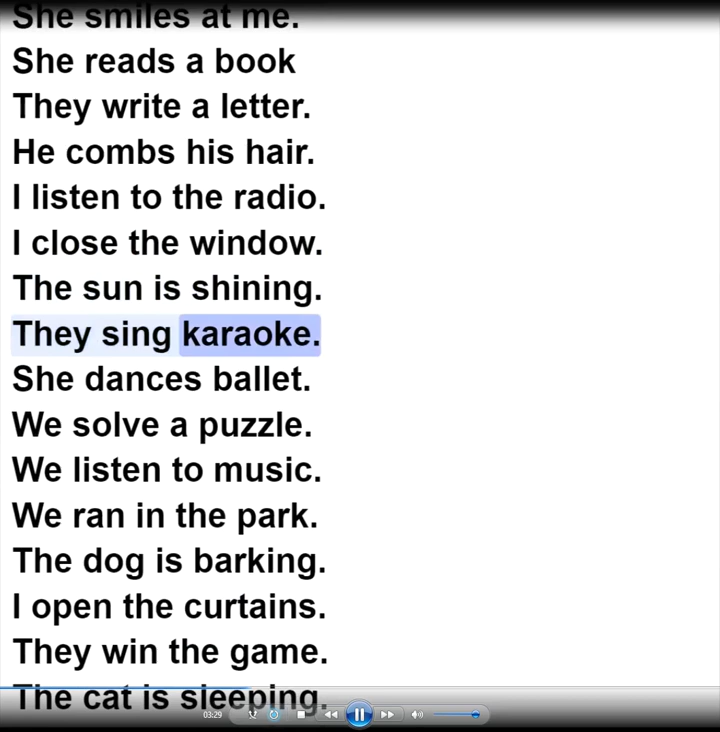 She smiles at me.
She reads a book
They write a letter.
He combs his hair.
I listen to the radio.
I close the window.
The sun is shining.
They sing karaoke.
She dances ballet.
We solve a puzzle.
We listen to music.
We ran in the park.
The dog is barking.
I open the curtains.
They win the game.
The cat is sleeping.
03:29